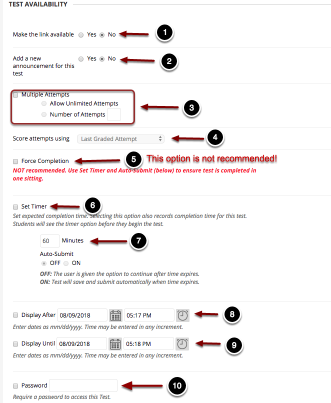 TEST AVAILABILITY
Make the link available Yes No 1
Add a new Yes No 2
announcement for this
test
Multiple Attempts
Allow Unlimited Attempts 3
Number of Attempts
Score attempts using Last Graded Attempt 4
Force Completion 5 This option is not recommended!
NOT recommended. Use Set Timer and Auto-Submit (below) to ensure test is completed in
one sitting.
Set Timer 6
Set expected completion time. Selecting this option also records completion time for this test.
Students will see the timer option before they begin the test.
60 Minutes 7
Auto-Submit
OFF ON
OFF: The user is given the option to continue after time expires.
ON: Test will save and submit automatically when time expires.
Display After 08/09/2018 05:17 PM 8
Enter dates as mm/dd/yyyy. Time may be entered in any increment.
Display Until 08/09/2018 05:18 PM 9
Enter dates as mm/dd/yyyy. Time may be entered in any increment.
Password 10
Require a password to access this Test.